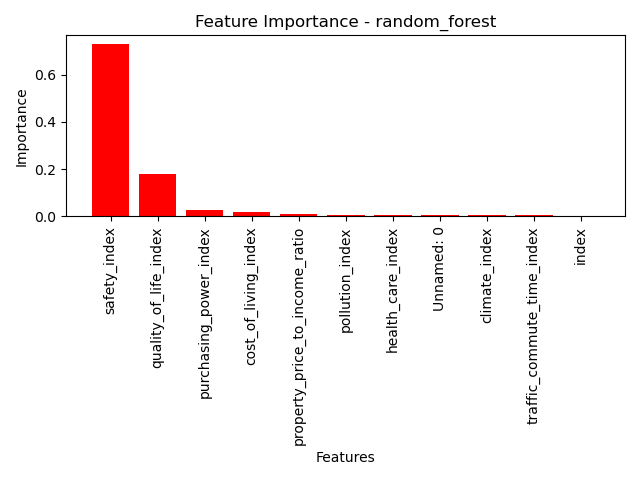 Feature Importance - random_forest
Importance
0.6
0.4
0.2
0.0
safety_index
quality_of_life_index
purchasing_power_index
cost_of_living_index
property_price_to_income_ratio
pollution_index
health_care_index
Unnamed: 0
climate_index
traffic_commute_time_index
index
Features